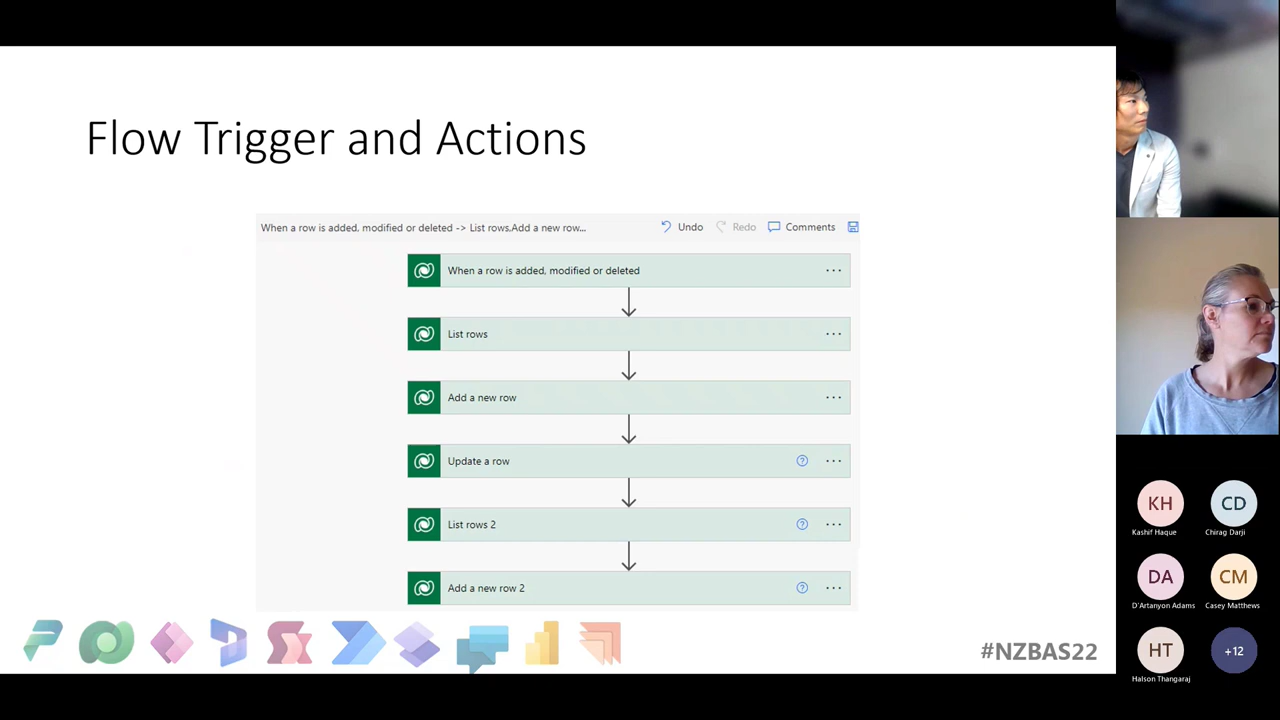 Flow Trigger and Actions
When a row is added, modified or deleted -> List rows,Add a new row...
Undo
Redo
Comments
When a row is added, modified or deleted
List rows
Add a new row
Update a row
List rows 2
Add a new row 2
#NZBAS22
KH
CD
Kashif Haque
Chirag Darji
DA
CM
D'Artanyon Adams
Casey Matthews
HT
+12
Halson Thangaraj